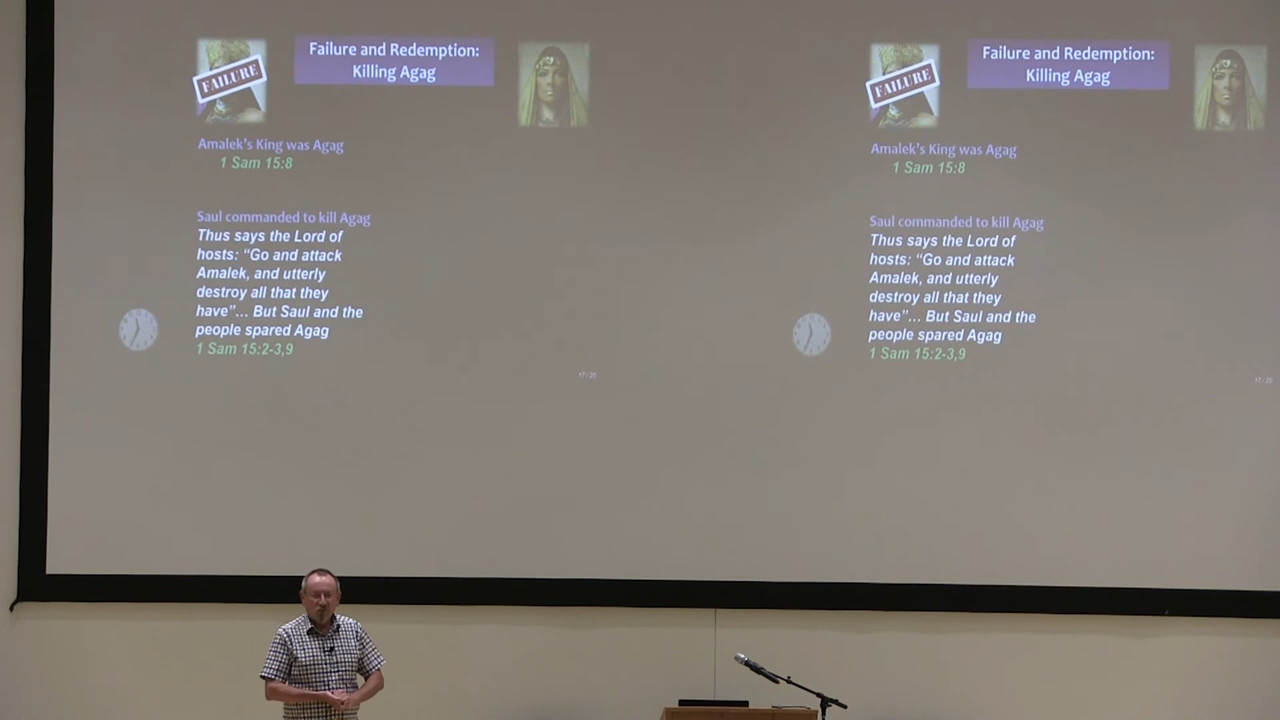 Failure and Redemption:
Killing Agag
FAILURE
Amalek's King was Agag
1 Sam 15:8
Saul commanded to kill Agag
Thus says the Lord of
hosts: “Go and attack
Amalek, and utterly
destroy all that they
have”... But Saul and the
people spared Agag
1 Sam 15:2-3,9
17 / 20
Failure and Redemption:
Killing Agag
FAILURE
Amalek's King was Agag
1 Sam 15:8
Saul commanded to kill Agag
Thus says the Lord of
hosts: “Go and attack
Amalek, and utterly
destroy all that they
have”... But Saul and the
people spared Agag
1 Sam 15:2-3,9
17 / 20